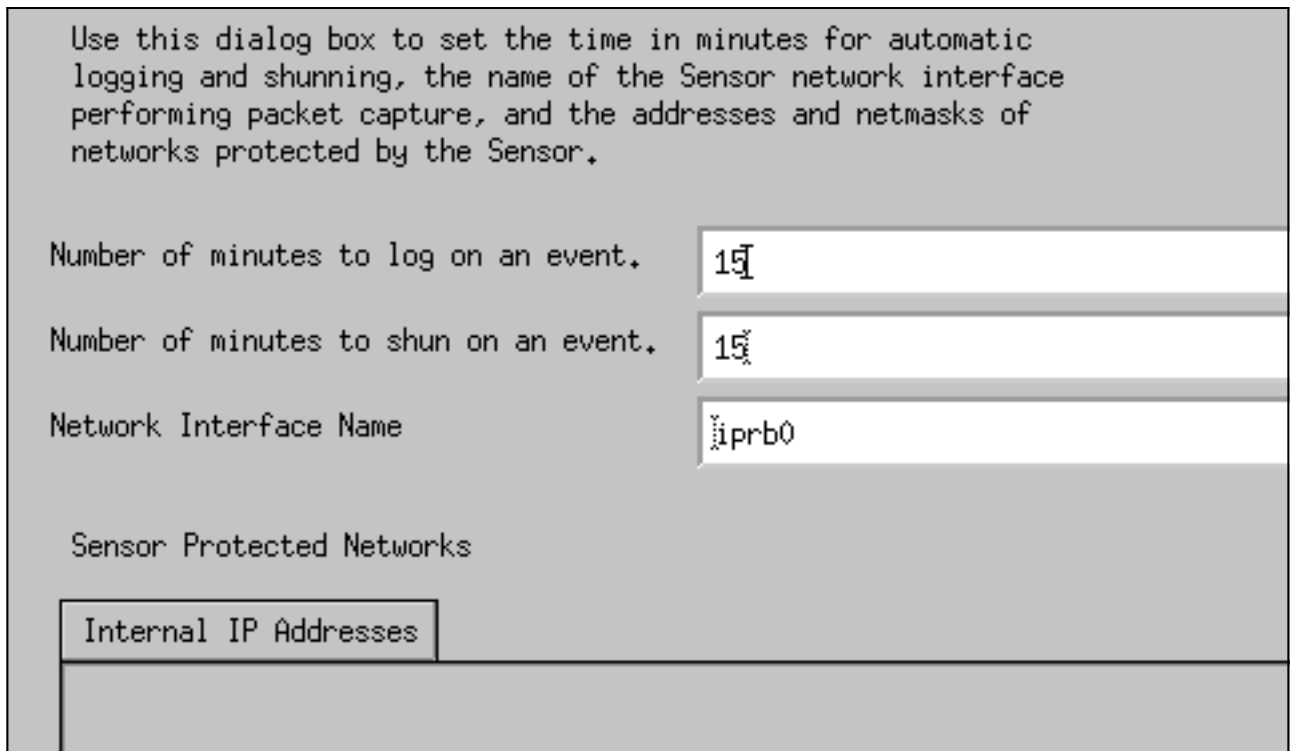 Use this dialog box to set the time in minutes for automatic
logging and shunning, the name of the Sensor network interface
performing packet capture, and the addresses and netmasks of
networks protected by the Sensor.
Number of minutes to log on an event. 15
Number of minutes to shun on an event. 15
Network Interface Name iprb0
Sensor Protected Networks
Internal IP Addresses